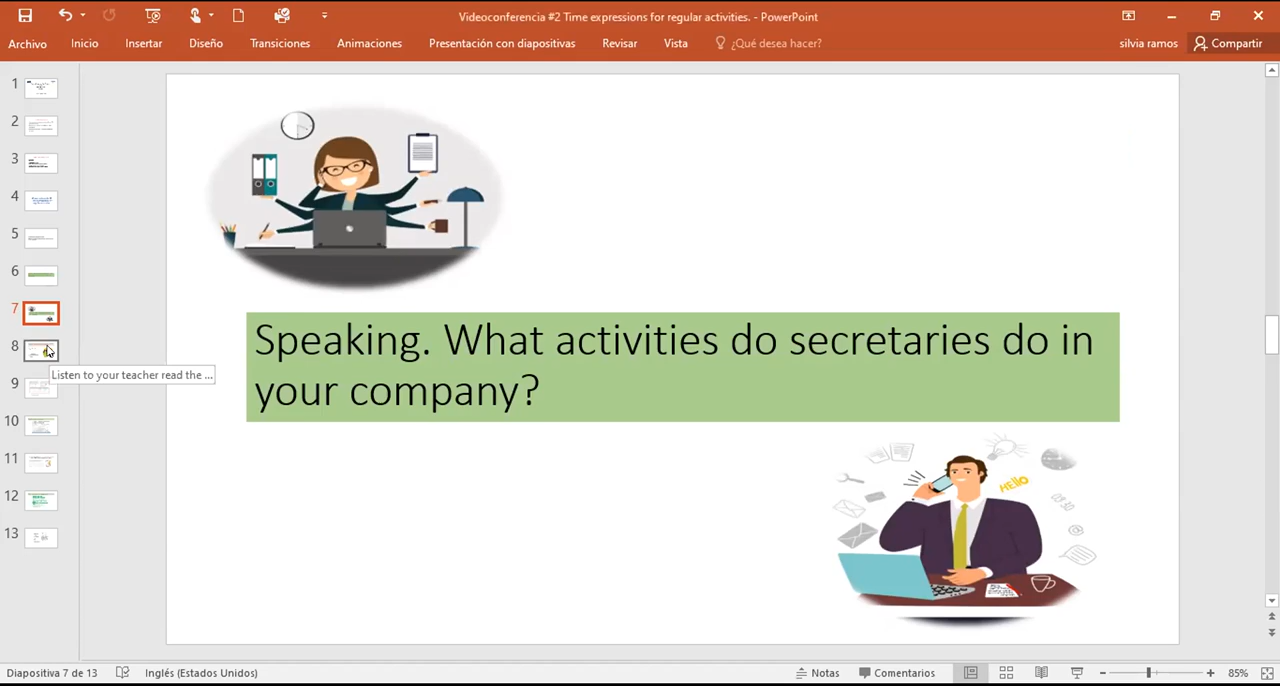 Videoconferencia #2 Time expressions for regular activities. - PowerPoint
Archivo Inicio Insertar Diseño Transiciones Animaciones Presentación con diapositivas Revisar Vista ¿Qué desea hacer? silvia ramos Compartir
1
2
3
4
5
6
7
8
Listen to your teacher read the ...
9
10
11
12
13
Speaking. What activities do secretaries do in
your company?
HEllo
Diapositiva 7 de 13 Inglés (Estados Unidos) Notas Comentarios 85%